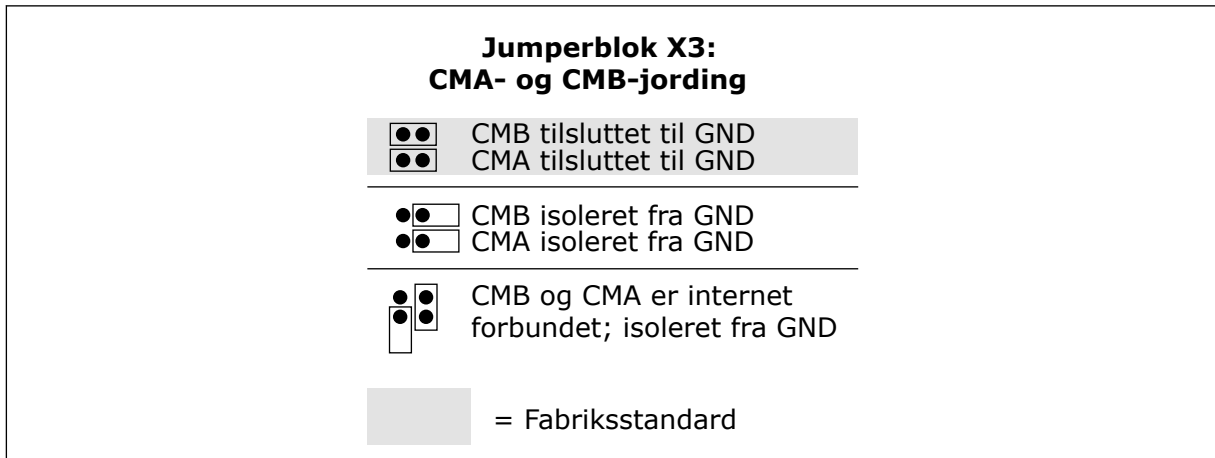 Jumperblok X3:
CMA- og CMB-jording
CMB tilsluttet til GND
CMA tilsluttet til GND
CMB isoleret fra GND
CMA isoleret fra GND
CMB og CMA er internet
forbundet; isoleret fra GND
= Fabriksstandard